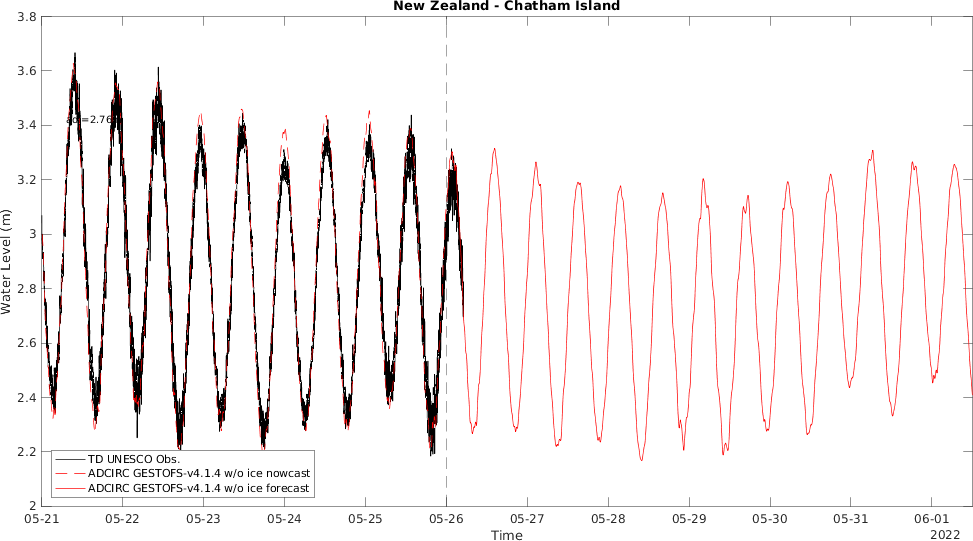 New Zealand - Chatham Island
Water Level (m)
3.8
3.6
3.4
3.2
3
2.8
2.6
2.4
2.2
2
TD UNESCO Obs.
ADCIRC GESTOFS-v4.1.4 w/o ice nowcast
ADCIRC GESTOFS-v4.1.4 w/o ice forecast
05-21 05-22 05-23 05-24 05-25 05-26 05-27 05-28 05-29 05-30 05-31 06-01
Time
2022